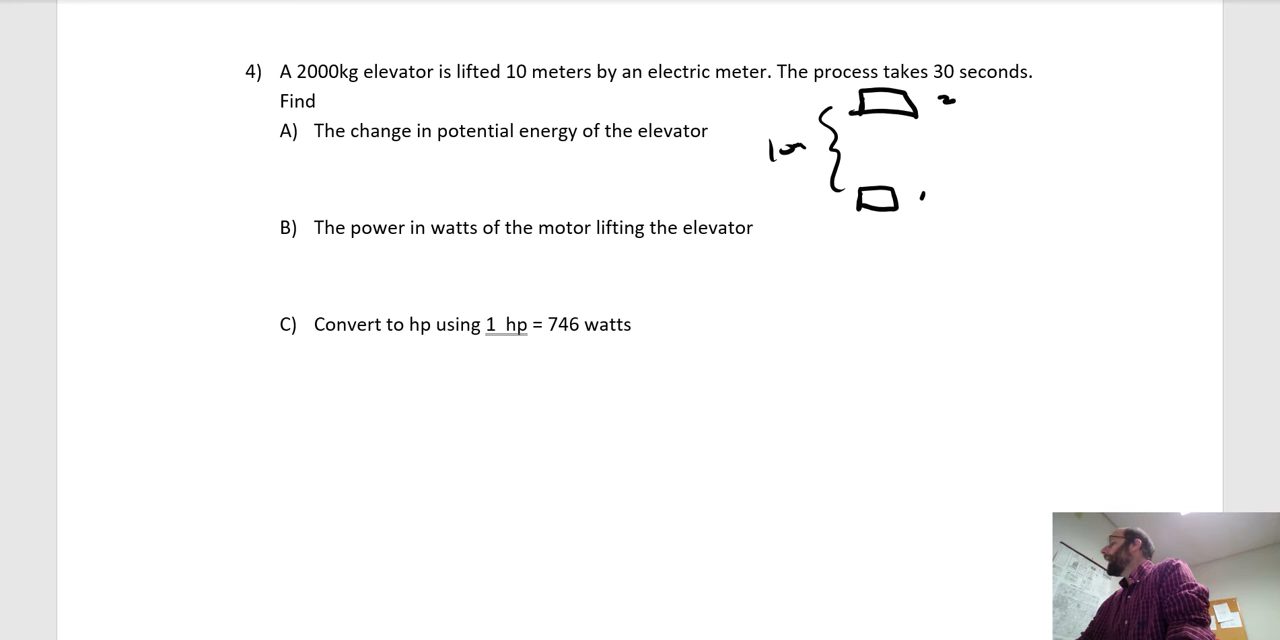 4) A 2000kg elevator is lifted 10 meters by an electric meter. The process takes 30 seconds.
Find
A) The change in potential energy of the elevator
2
B) The power in watts of the motor lifting the elevator
C) Convert to hp using 1 hp = 746 watts